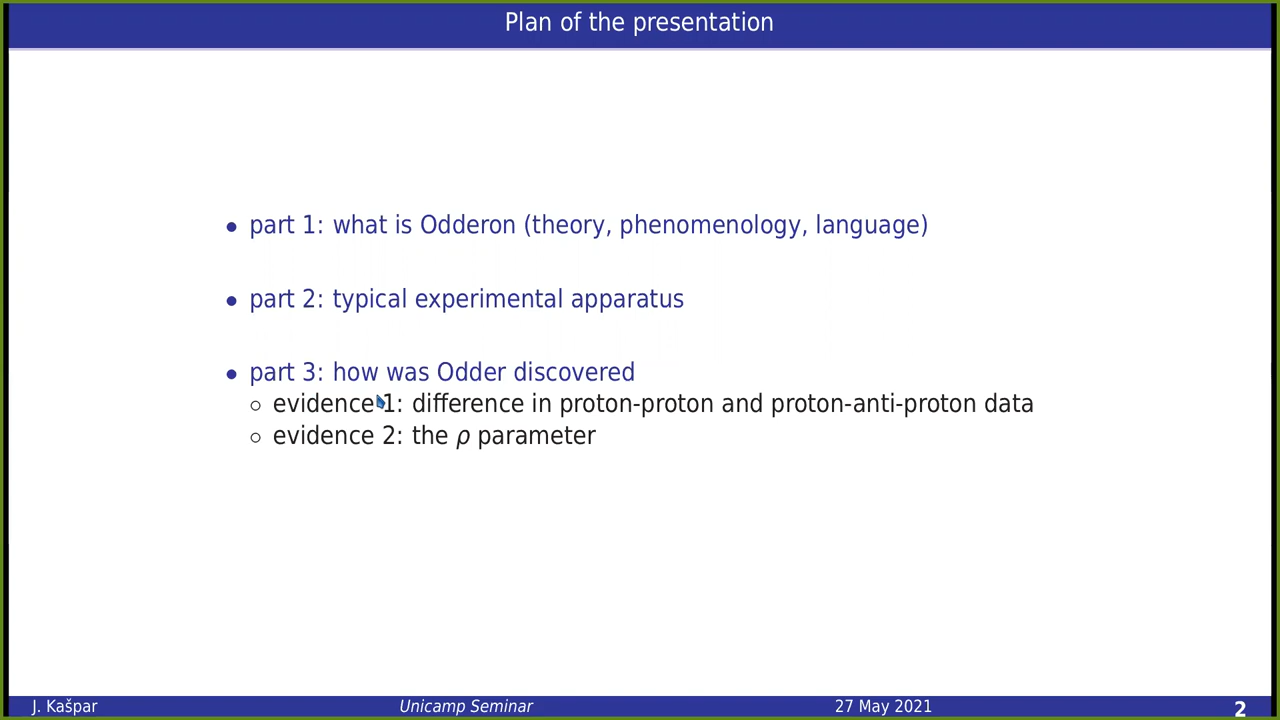 Plan of the presentation
• part 1: what is Odderon (theory, phenomenology, language)
• part 2: typical experimental apparatus
• part 3: how was Odder discovered
○ evidence 1: difference in proton-proton and proton-anti-proton data
○ evidence 2: the ρ parameter
J. Kašpar Unicamp Seminar 27 May 2021 2